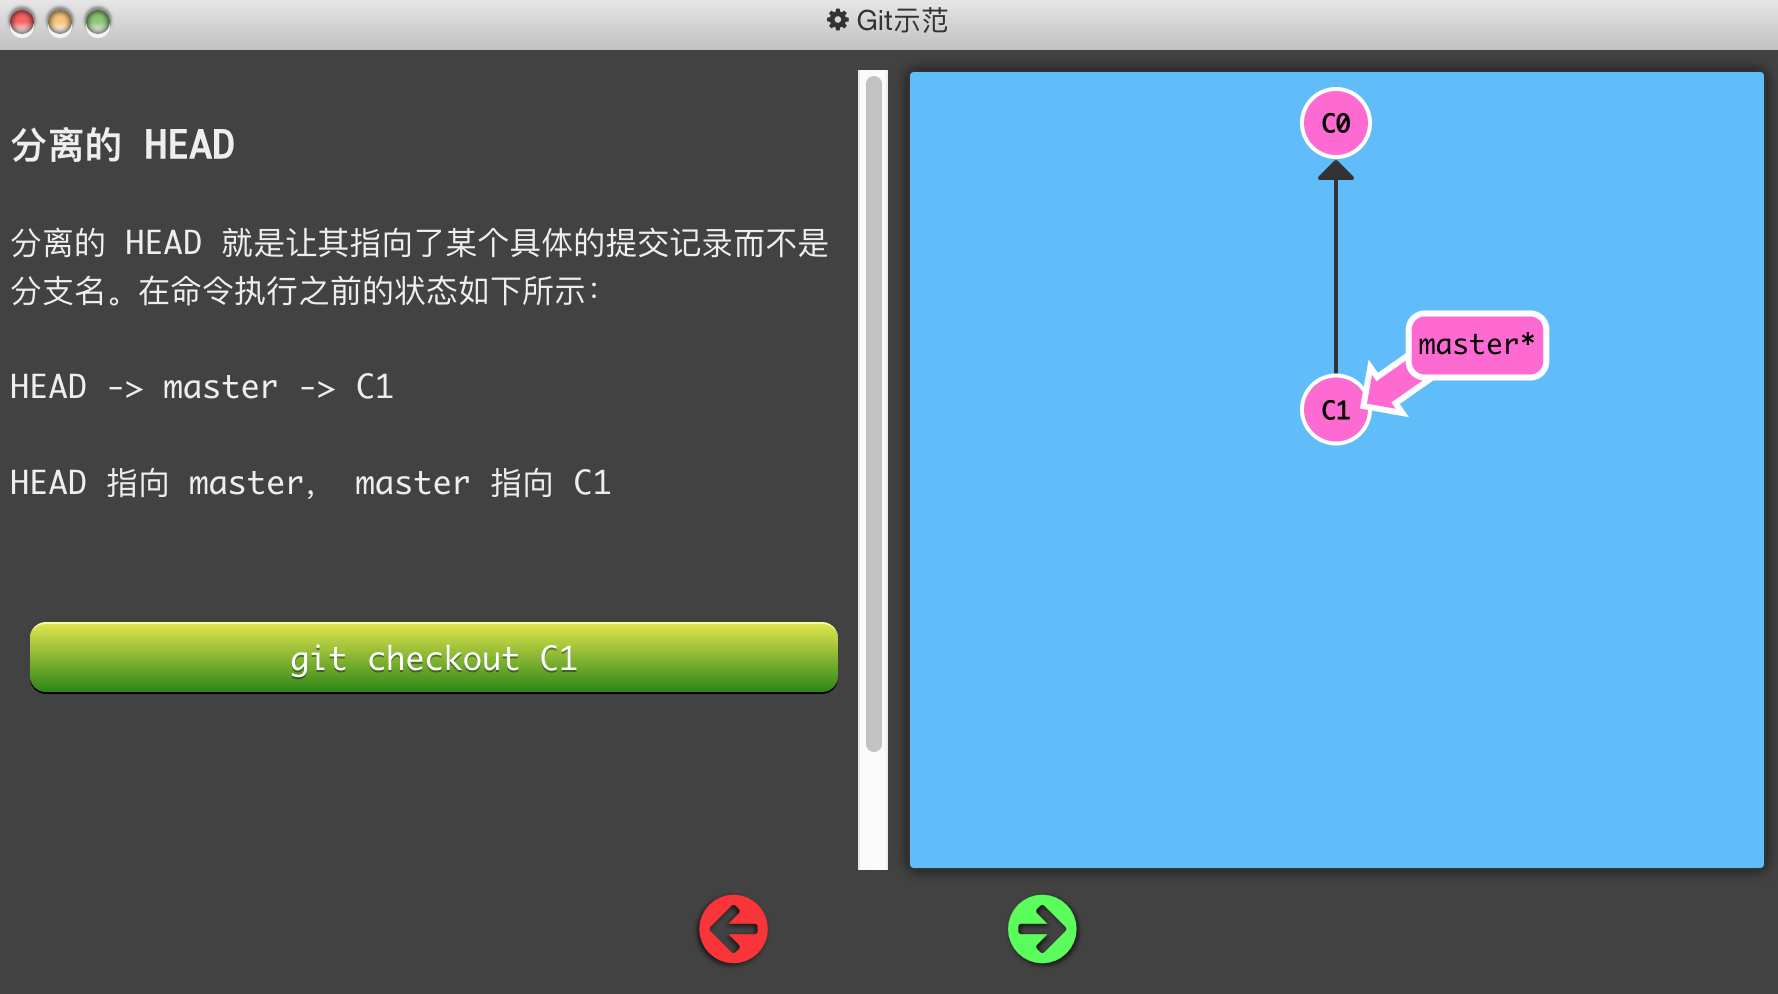 Git示范
分离的 HEAD
分离的 HEAD 就是让其指向了某个具体的提交记录而不是
分支名。在命令执行之前的状态如下所示：
HEAD -> master -> C1
HEAD 指向 master， master 指向 C1
git checkout C1
C0
master*
C1